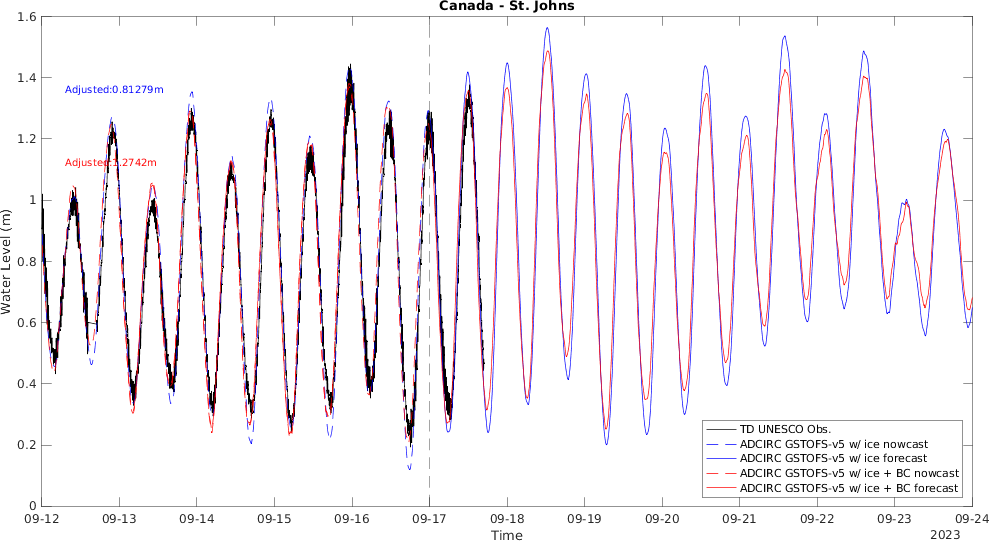 Canada - St. Johns
1.6
1.4
1.2
1
0.8
0.6
0.4
0.2
0
Water Level (m)
Adjusted:0.81279m
Adjusted:1.2742m
TD UNESCO Obs.
ADCIRC GSTOFS-v5 w/ ice nowcast
ADCIRC GSTOFS-v5 w/ ice forecast
ADCIRC GSTOFS-v5 w/ ice + BC nowcast
ADCIRC GSTOFS-v5 w/ ice + BC forecast
09-12 09-13 09-14 09-15 09-16 09-17 09-18 09-19 09-20 09-21 09-22 09-23 09-24
Time
2023